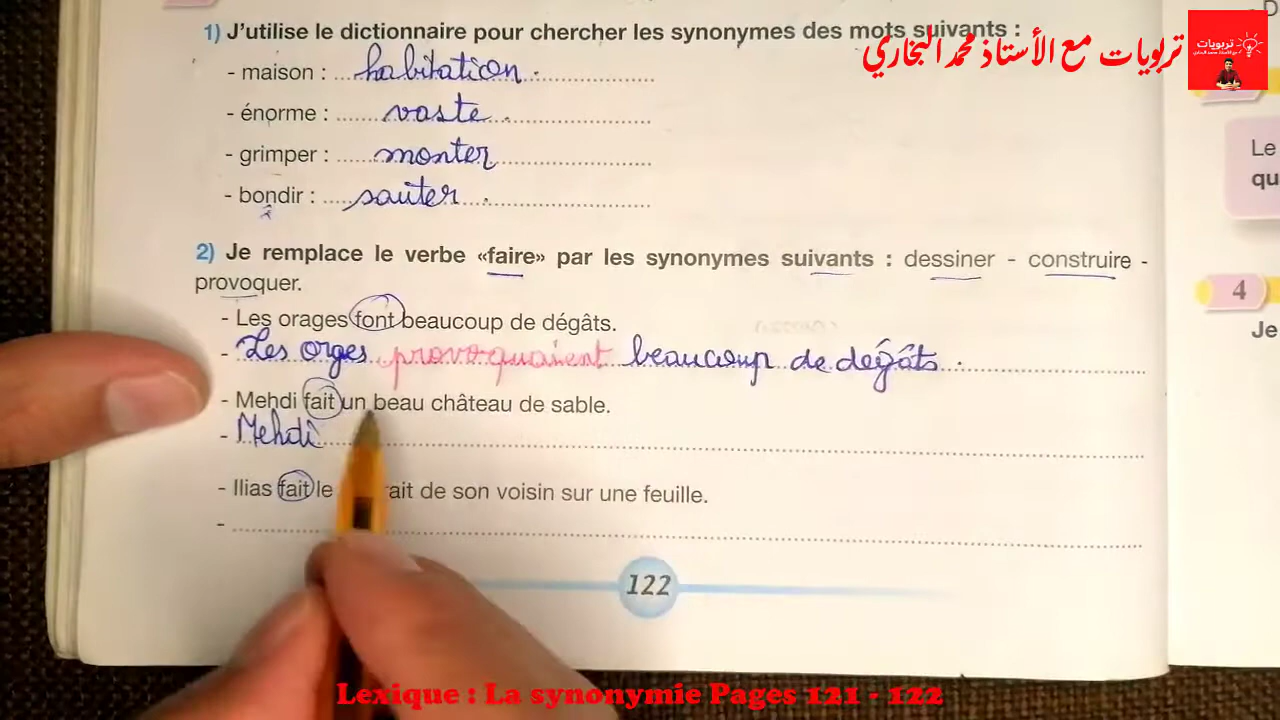 1) J'utilise le dictionnaire pour chercher les synonymes des mots suivants :
تربويات مع الأستاذ محمد البخاري
تربويات
- maison : habitation.
- énorme : vaste.
- grimper : monter
- bondir : sauter.
2) Je remplace le verbe «faire» par les synonymes suivants : dessiner - construire -
provoquer.
- Les orages font beaucoup de dégâts.
- Les orges provoquaient beaucoup de dégâts.
- Mehdi fait un beau château de sable.
- Mehdi
- Ilias fait le rait de son voisin sur une feuille.
-
122
Le
qu
4
Je
Lexique : La synonymie Pages 121 - 122